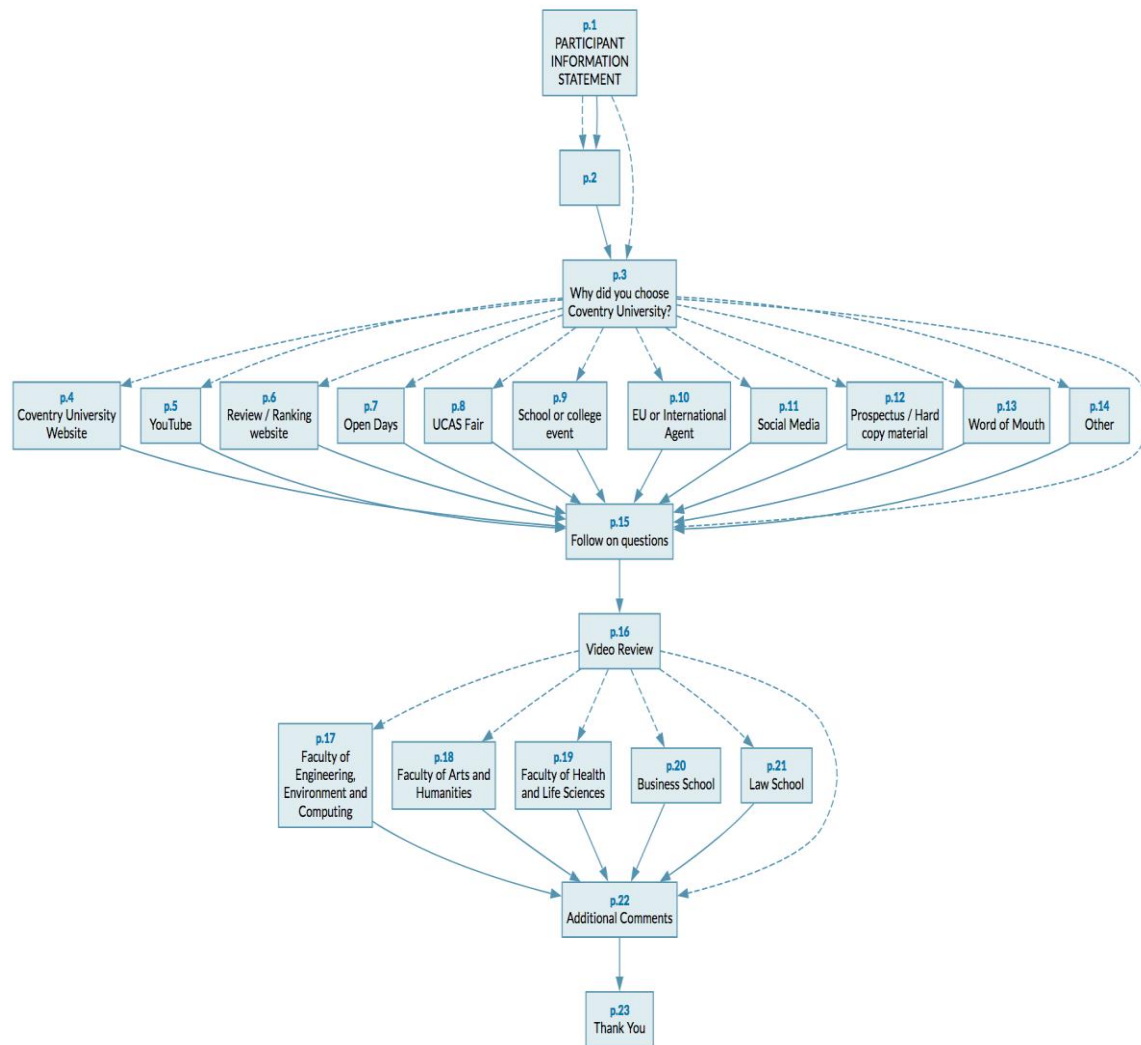 p.1
PARTICIPANT
INFORMATION
STATEMENT
p.2
p.3
Why did you choose
Coventry University?
p.4
Coventry University
Website
p.5
YouTube
p.6
Review / Ranking
website
p.7
Open Days
p.8
UCAS Fair
p.9
School or college
event
p.10
EU or International
Agent
p.11
Social Media
p.12
Prospectus / Hard
copy material
p.13
Word of Mouth
p.14
Other
p.15
Follow on questions
p.16
Video Review
p.17
Faculty of
Engineering,
Environment and
Computing
p.18
Faculty of Arts and
Humanities
p.19
Faculty of Health
and Life Sciences
p.20
Business School
p.21
Law School
p.22
Additional Comments
p.23
Thank You